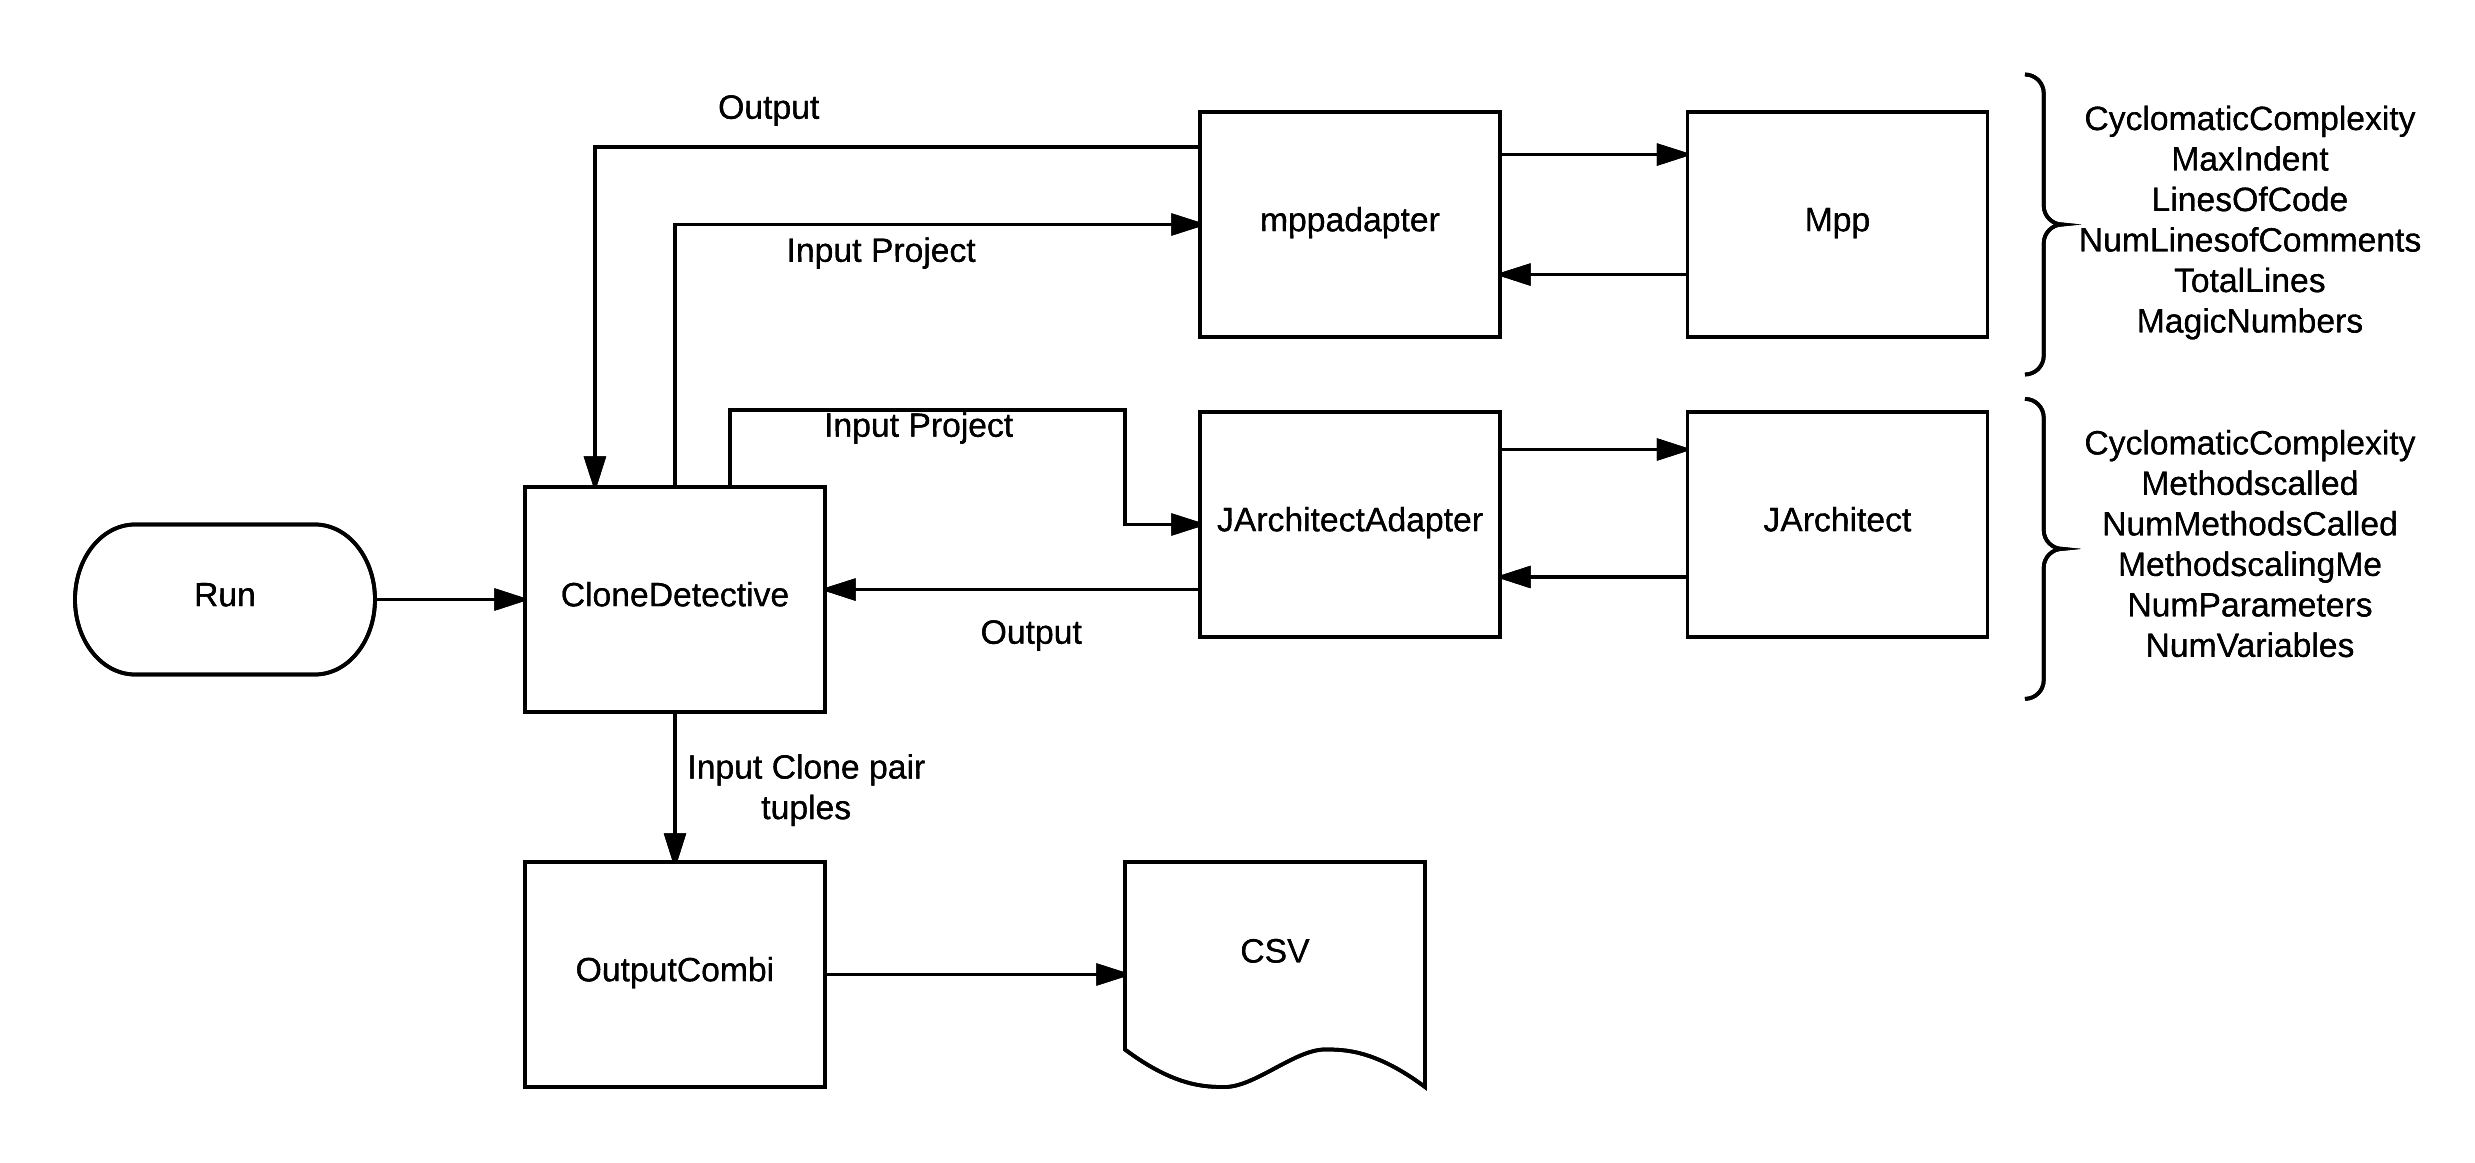 Output
Input Project
mppadapter
Mpp
CyclomaticComplexity
MaxIndent
LinesOfCode
NumLinesofComments
TotalLines
MagicNumbers
Input Project
JArchitectAdapter
JArchitect
CyclomaticComplexity
Methodscalled
NumMethodsCalled
MethodscalingMe
NumParameters
NumVariables
Run
CloneDetective
Output
Input Clone pair
tuples
OutputCombi
CSV